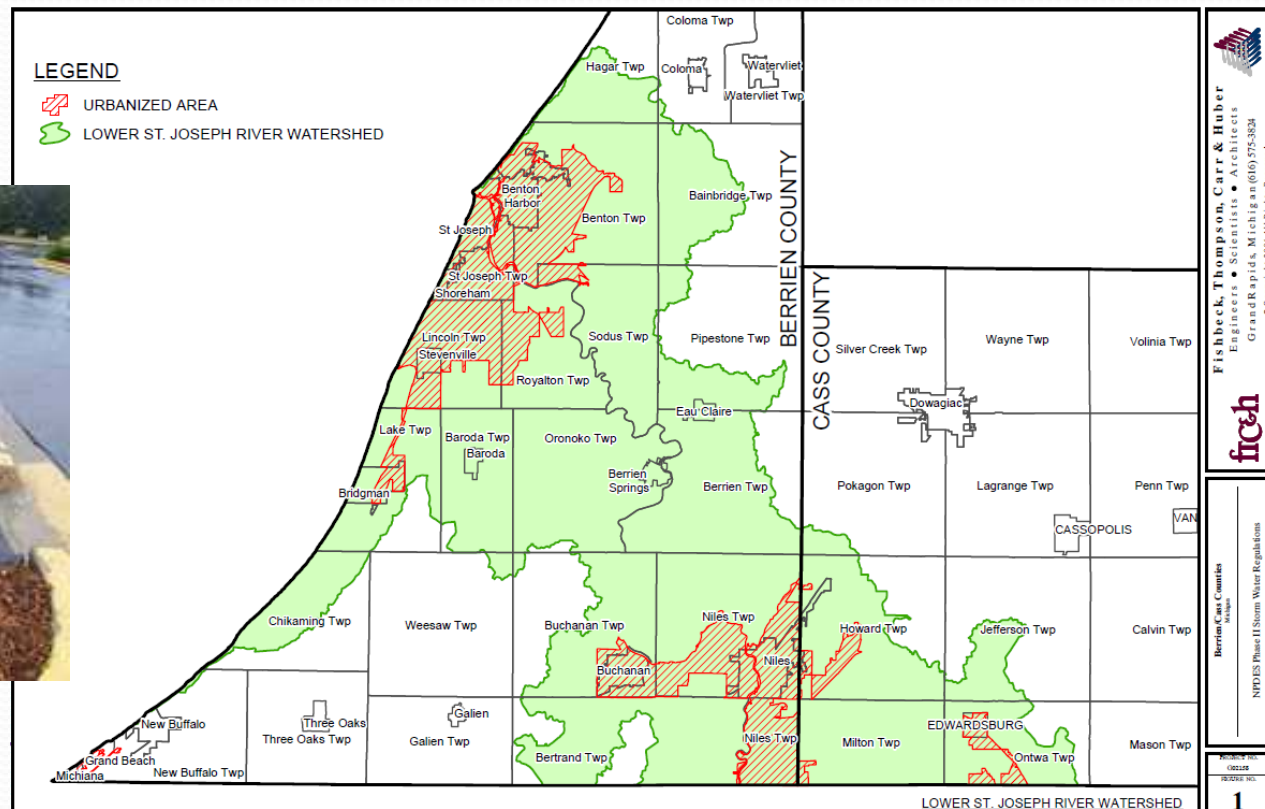 LEGEND
URBANIZED AREA
LOWER ST. JOSEPH RIVER WATERSHED
Coloma Twp
Hagar Twp
Coloma
Watervliet
Watervliet Twp
BERRIEN COUNTY
CASS COUNTY
Benton
Harbor
Benton Twp
Bainbridge Twp
St Joseph
St Joseph Twp
Shoreham
Lincoln Twp
Stevenville
Royalton Twp
Sodus Twp
Pipestone Twp
Silver Creek Twp
Wayne Twp
Volinia Twp
Eau Claire
Dowagiac
Lake Twp
Baroda Twp
Baroda
Oronoko Twp
Berrien
Springs
Berrien Twp
Bridgman
Pokagon Twp
Lagrange Twp
Penn Twp
CASSOPOLIS
VAN
Chikaming Twp
Weesaw Twp
Buchanan Twp
Niles Twp
Howard Twp
Jefferson Twp
Calvin Twp
Buchanan
Niles
New Buffalo
Three Oaks
Three Oaks Twp
Galien
Galien Twp
Grand Beach
Michiana
New Buffalo Twp
Bertrand Twp
Niles Twp
Milton Twp
EDWARDSBURG
Ontwa Twp
Mason Twp
LOWER ST. JOSEPH RIVER WATERSHED
Fishbeck, Thompson, Carr & Huber
Engineers • Scientists • Architects
Grand Rapids, Michigan (616) 575-3824
ftc&h
Berrien/Cass Counties
Michigan
NPDES Phase II Storm Water Regulations
PROJECT NO.
FIGURE NO.
1